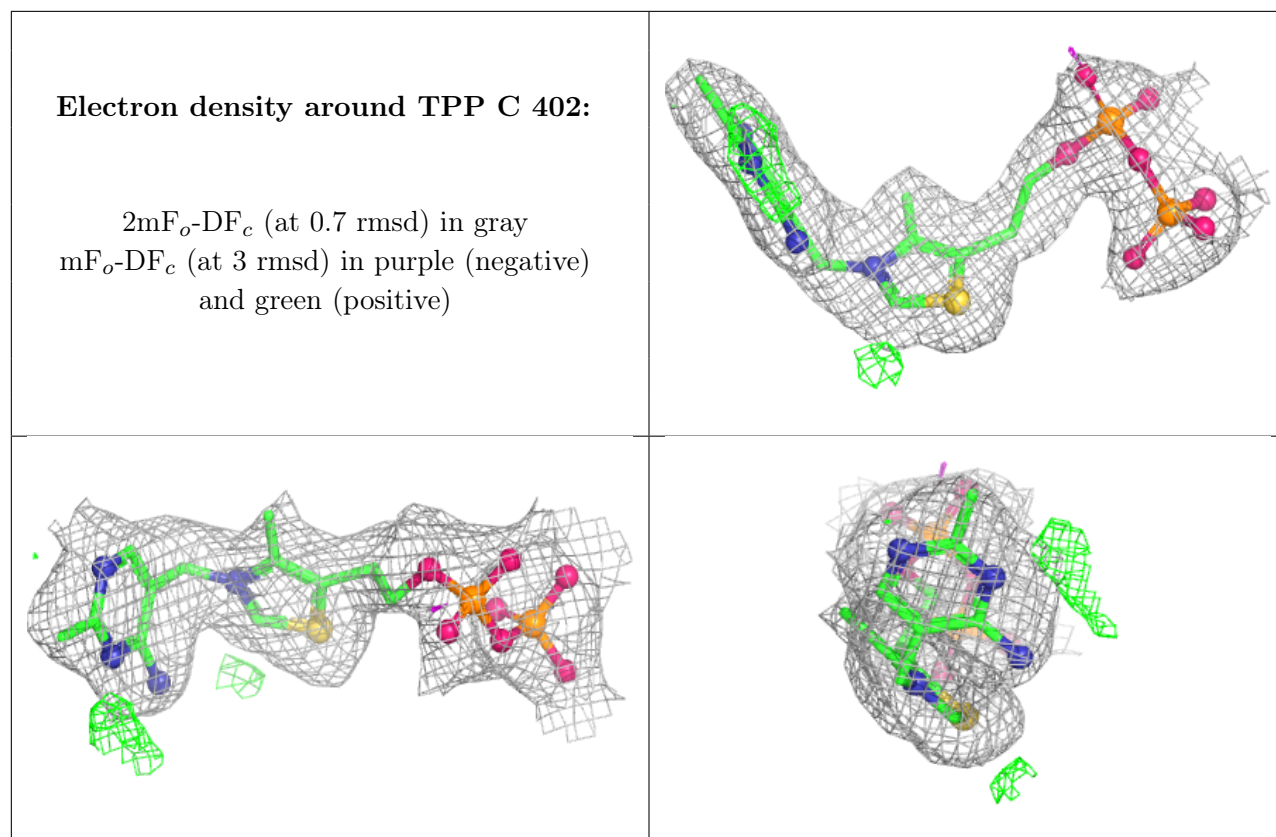 Electron density around TPP C 402:
2mFₒ-DF𝒸 (at 0.7 rmsd) in gray
mFₒ-DF𝒸 (at 3 rmsd) in purple (negative)
and green (positive)